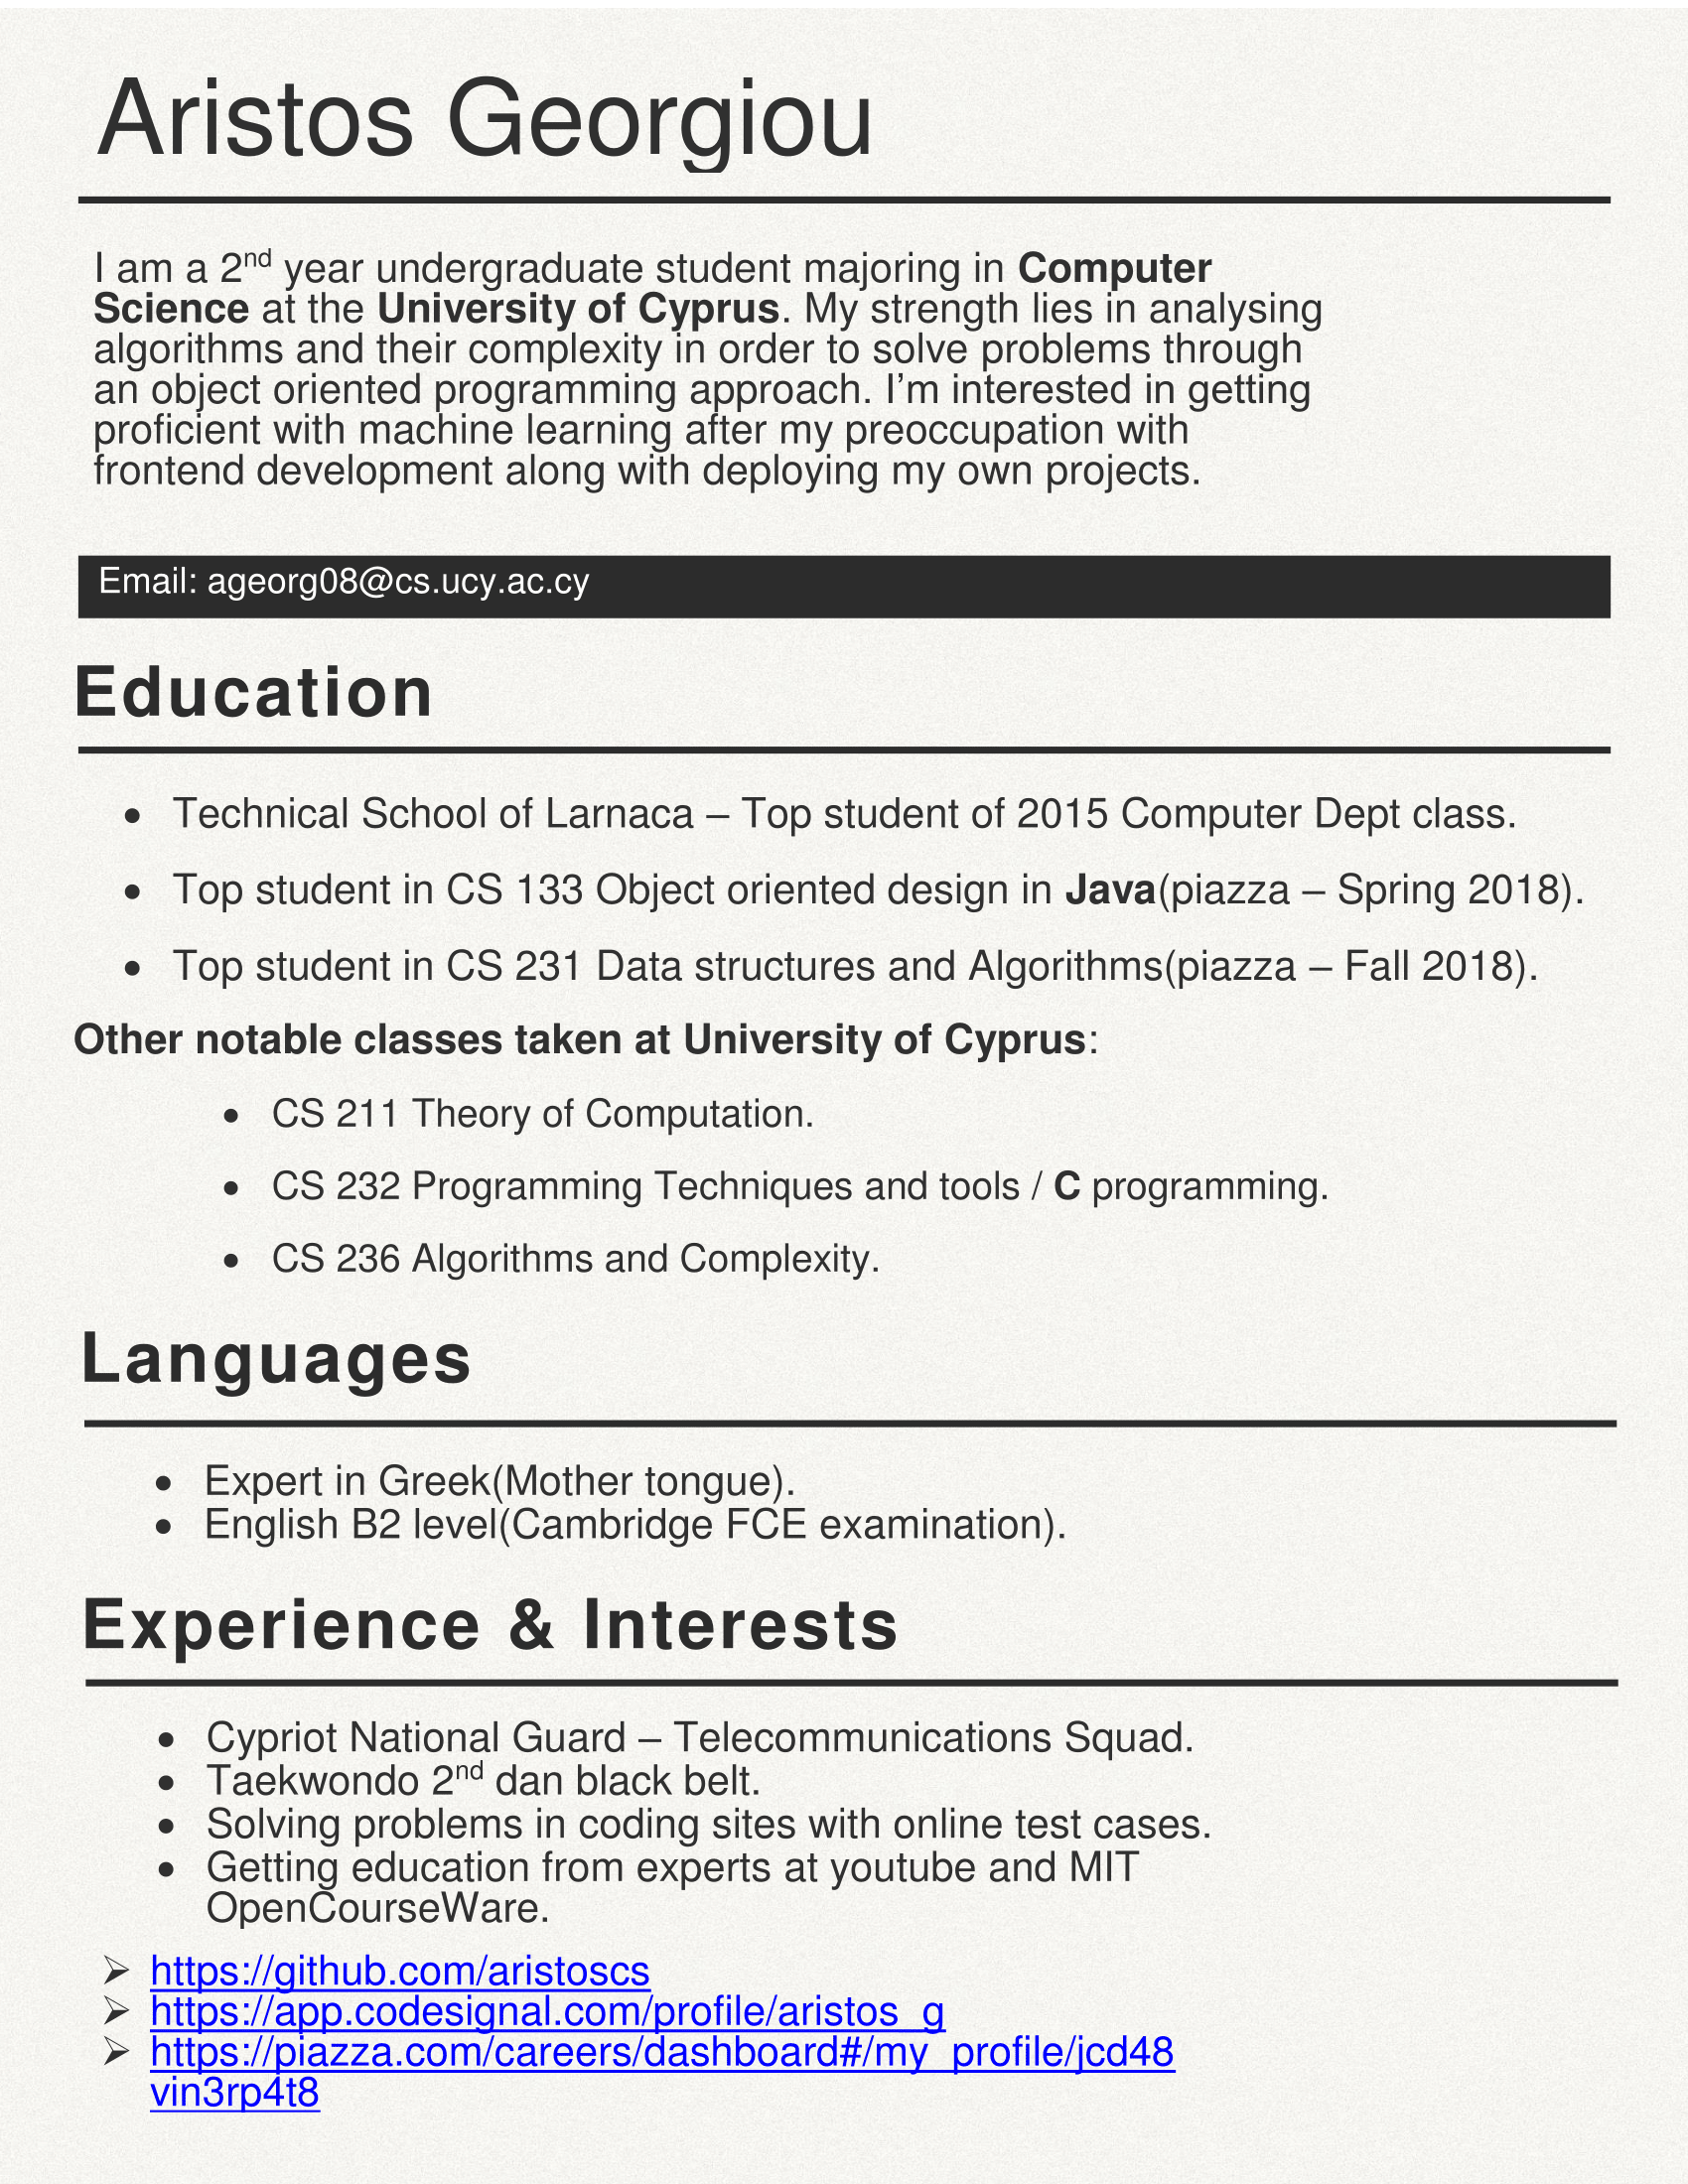 Aristos Georgiou
I am a 2nd year undergraduate student majoring in Computer
Science at the University of Cyprus. My strength lies in analysing
algorithms and their complexity in order to solve problems through
an object oriented programming approach. I’m interested in getting
proficient with machine learning after my preoccupation with
frontend development along with deploying my own projects.
Email: ageorg08@cs.ucy.ac.cy
Education
• Technical School of Larnaca – Top student of 2015 Computer Dept class.
• Top student in CS 133 Object oriented design in Java(piazza – Spring 2018).
• Top student in CS 231 Data structures and Algorithms(piazza – Fall 2018).
Other notable classes taken at University of Cyprus:
• CS 211 Theory of Computation.
• CS 232 Programming Techniques and tools / C programming.
• CS 236 Algorithms and Complexity.
Languages
• Expert in Greek(Mother tongue).
• English B2 level(Cambridge FCE examination).
Experience & Interests
• Cypriot National Guard – Telecommunications Squad.
• Taekwondo 2nd dan black belt.
• Solving problems in coding sites with online test cases.
• Getting education from experts at youtube and MIT
OpenCourseWare.
➢ https://github.com/aristoscs
➢ https://app.codesignal.com/profile/aristos_g
➢ https://piazza.com/careers/dashboard#/my_profile/jcd48
vin3rp4t8